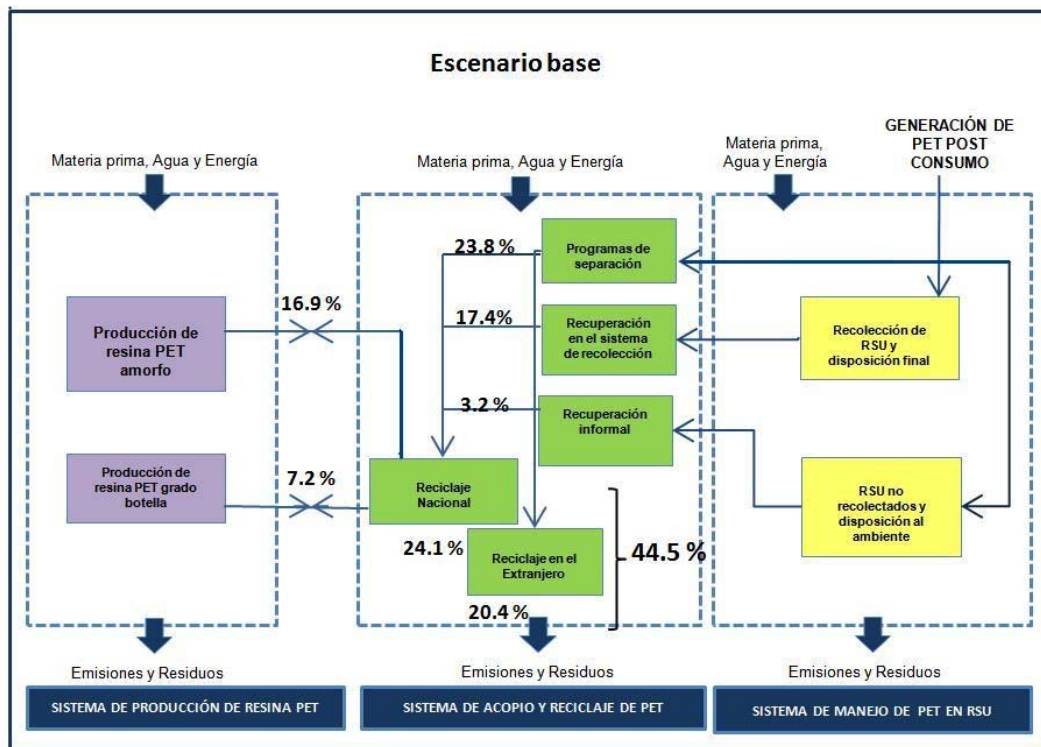 Escenario base
GENERACIÓN DE
PET POST
CONSUMO
Materia prima, Agua y Energía
Materia prima, Agua y Energía
Materia prima,
Agua y Energía
23.8 %
Programas de
separación
16.9 %
Producción de
resina PET
amorfo
17.4%
Recuperación
en el sistema
de recolección
Recolección de
RSU y
disposición final
3.2 %
Recuperación
informal
Producción de
resina PET grado
botella
7.2 %
Reciclaje
Nacional
RSU no
recolectados y
disposición al
ambiente
24.1 %
Reciclaje en el
Extranjero
44.5 %
20.4 %
Emisiones y Residuos
Emisiones y Residuos
Emisiones y Residuos
SISTEMA DE PRODUCCIÓN DE RESINA PET
SISTEMA DE ACOPIO Y RECICLAJE DE PET
SISTEMA DE MANEJO DE PET EN RSU